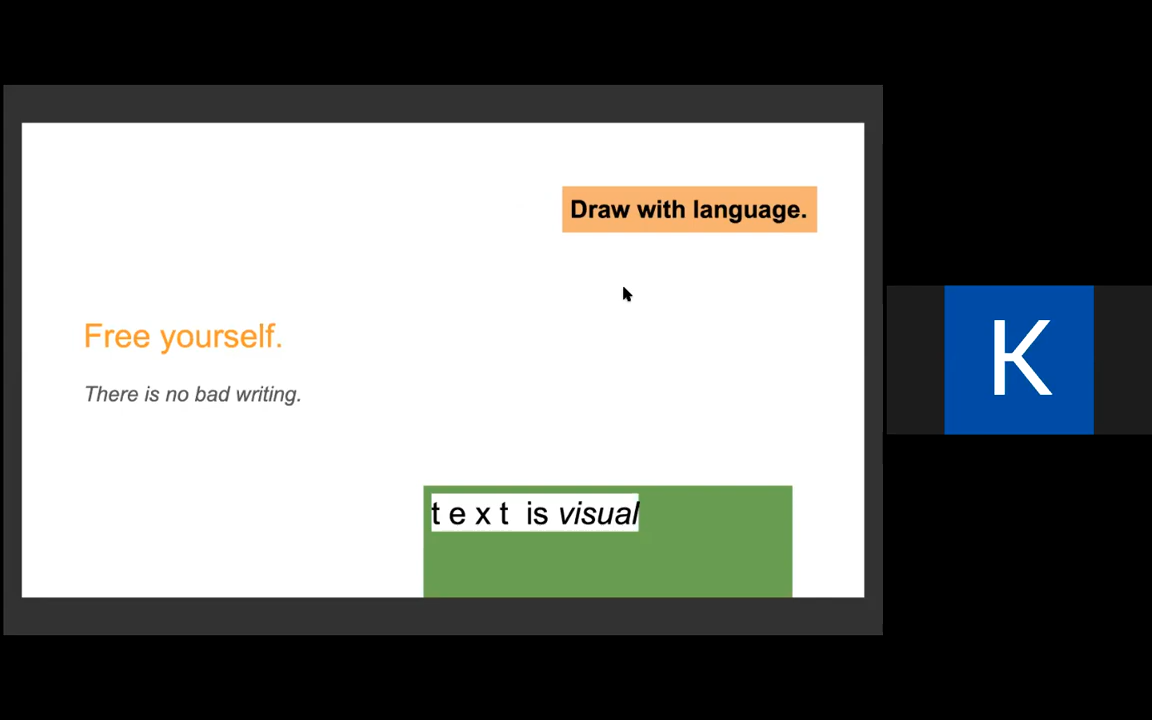 Draw with language.
Free yourself.
There is no bad writing.
t e x t is visual
K